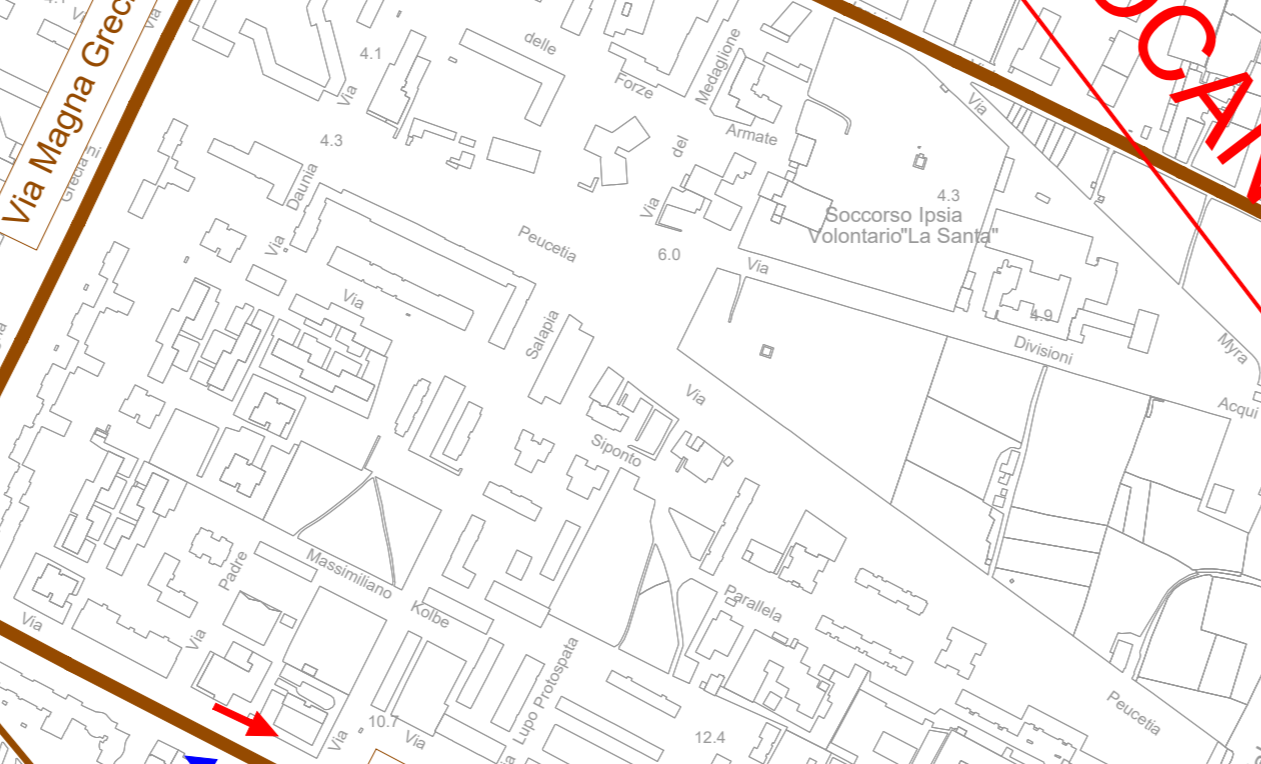 Via Magna Grec
OCA
4.1
Via
delle
Forze
Medaglione
Armate
del
Via
Via
4.3
Daunia
Via
Via
Peucetia
6.0
4.3
Soccorso Ipsia
Volontario"La Santa"
Via
4.9
Divisioni
Myra
Acqui
Salapia
Via
Siponto
Via
Padre
Massimiliano
Kolbe
Via
Parallela
Lupo Protospata
10.7
Via
Via
12.4
Peucetia
Grecia